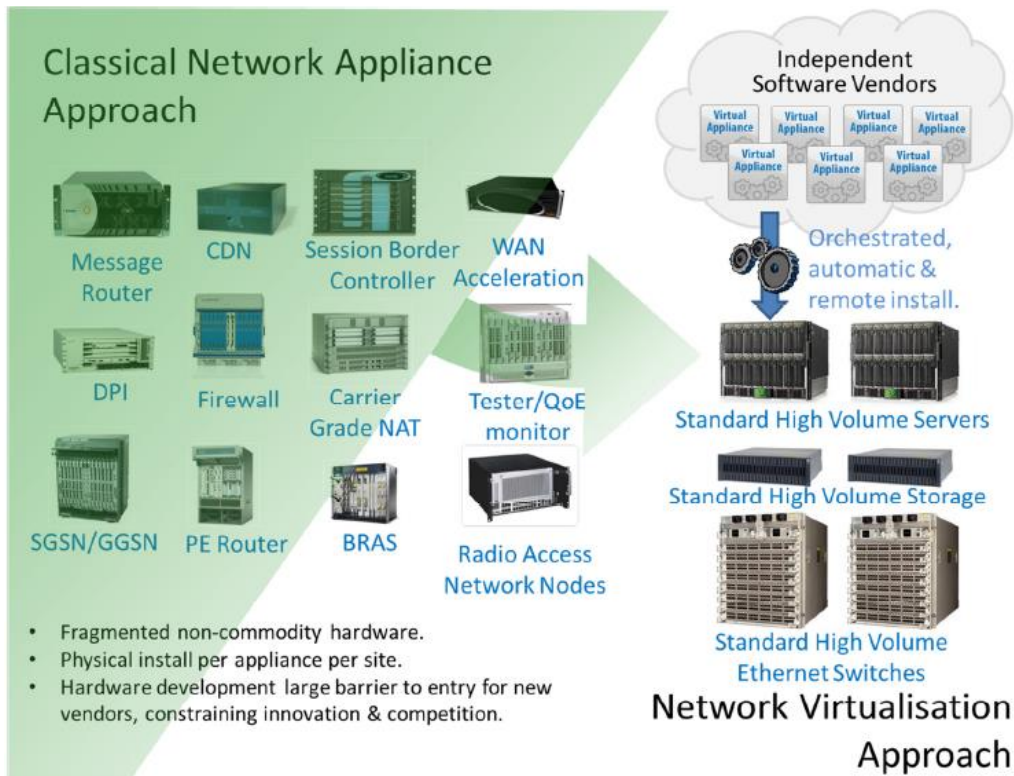 Classical Network Appliance
Approach
Message
Router
CDN
Session Border
Controller
WAN
Acceleration
DPI
Firewall
Carrier
Grade NAT
Tester/QoE
monitor
SGSN/GGSN
PE Router
BRAS
Radio Access
Network Nodes
• Fragmented non-commodity hardware.
• Physical install per appliance per site.
• Hardware development large barrier to entry for new
vendors, constraining innovation & competition.
Independent
Software Vendors
Virtual
Appliance
Virtual
Appliance
Virtual
Appliance
Virtual
Appliance
Virtual
Appliance
Virtual
Appliance
Virtual
Appliance
Orchestrated,
automatic &
remote install.
Standard High Volume Servers
Standard High Volume Storage
Standard High Volume
Ethernet Switches
Network Virtualisation
Approach